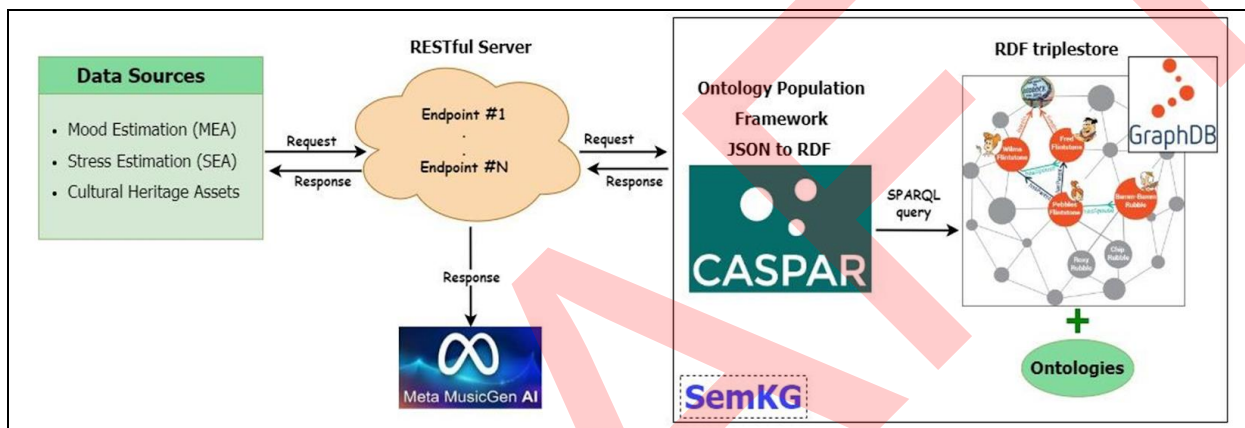 Data Sources
• Mood Estimation (MEA)
• Stress Estimation (SEA)
• Cultural Heritage Assets
Request
Response
RESTful Server
Endpoint #1
.
.
Endpoint #N
Request
Response
Response
Meta MusicGen AI
Ontology Population
Framework
JSON to RDF
CASPAR
SPARQL
query
SemKG
RDF triplestore
GraphDB
Wilma
Flintstone
Fred
Flintstone
Pebbles
Flintstone
Bamm-Bamm
Rubble
hasSpouse
Roxy
Rubble
Chip
Rubble
+
Ontologies